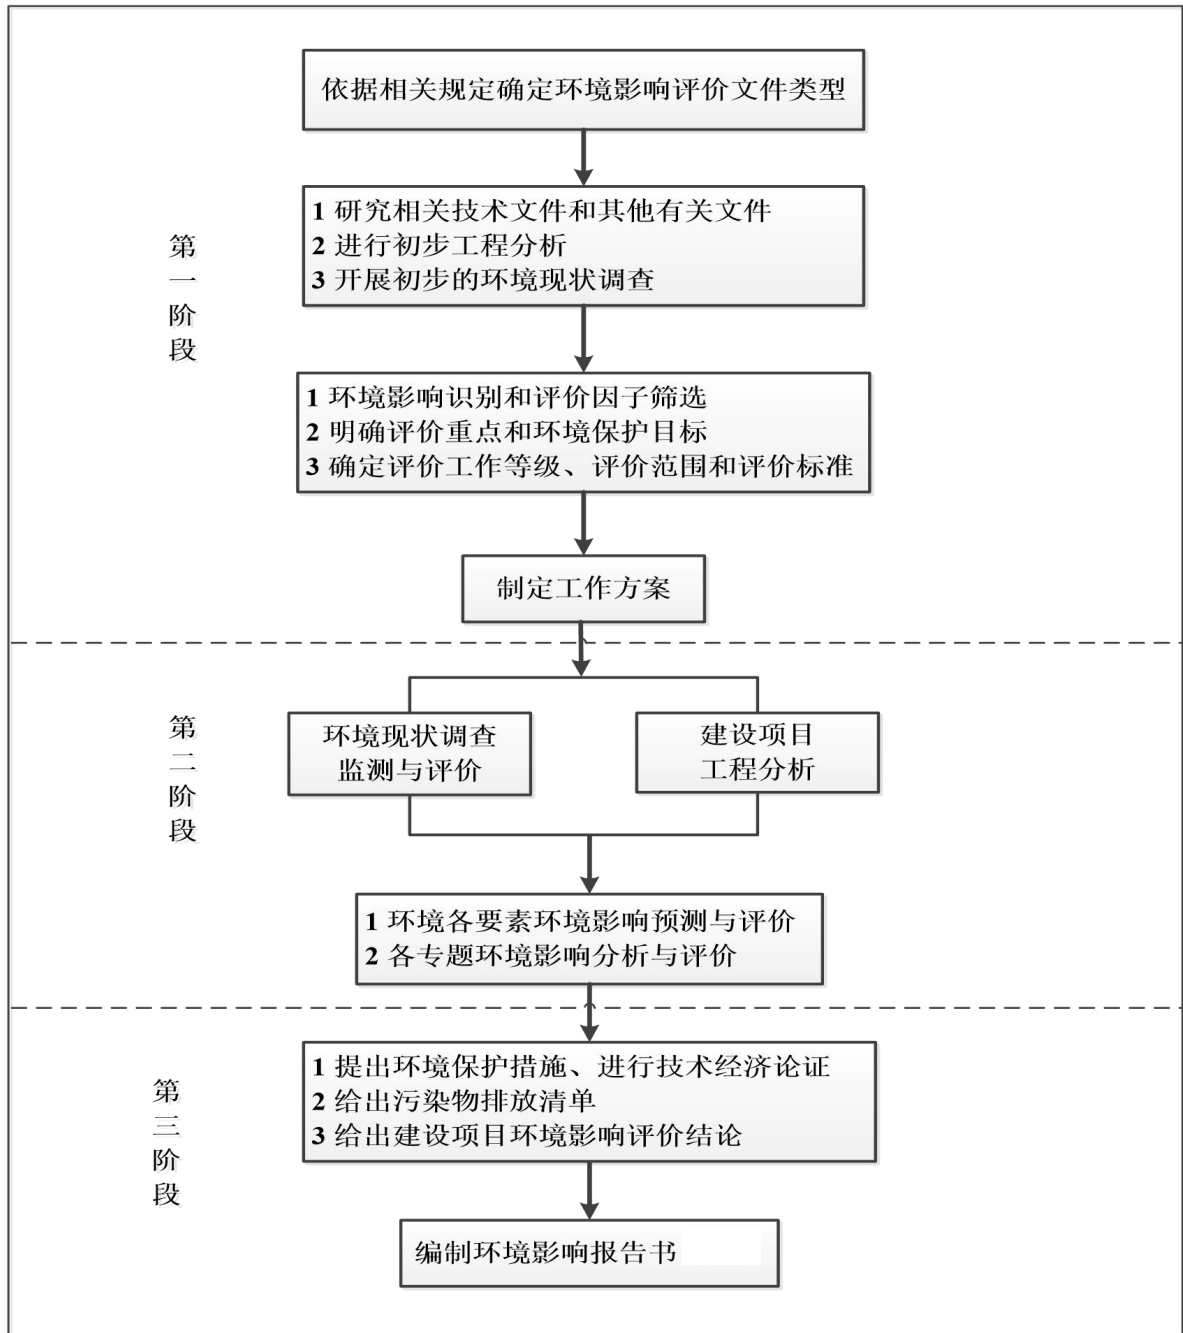 依据相关规定确定环境影响评价文件类型
第一阶段
1 研究相关技术文件和其他有关文件
2 进行初步工程分析
3 开展初步的环境现状调查
1 环境影响识别和评价因子筛选
2 明确评价重点和环境保护目标
3 确定评价工作等级、评价范围和评价标准
制定工作方案
第二阶段
环境现状调查
监测与评价
建设项目
工程分析
1 环境各要素环境影响预测与评价
2 各专题环境影响分析与评价
第三阶段
1 提出环境保护措施、进行技术经济论证
2 给出污染物排放清单
3 给出建设项目环境影响评价结论
编制环境影响报告书